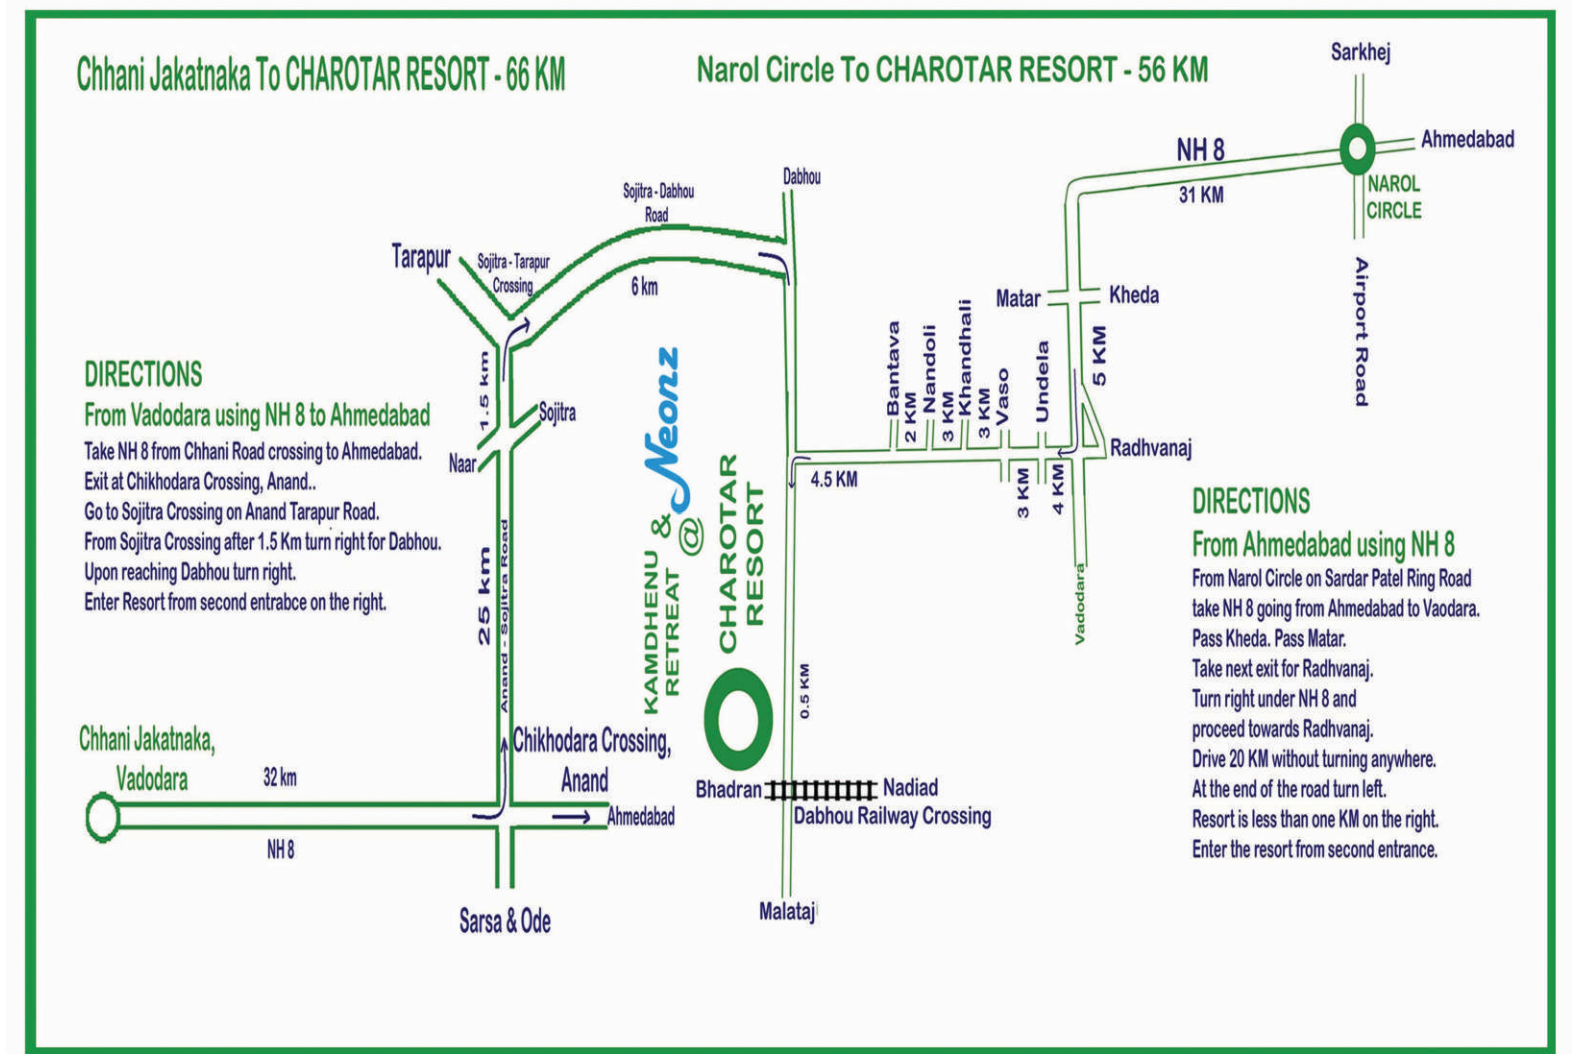 Chhani Jakatnaka To CHAROTAR RESORT - 66 KM
Narol Circle To CHAROTAR RESORT - 56 KM
Sarkhej
Ahmedabad
NAROL
CIRCLE
Airport Road
NH 8
31 KM
Dabhou
Sojitra - Dabhou
Road
6 km
Tarapur
Sojitra - Tarapur
Crossing
1.5 km
Sojitra
Naar
Matar
Kheda
5 KM
Bantava
2 KM
Nandoli
3 KM
Khandhali
3 KM
Vaso
Undela
Radhvanaj
4.5 KM
3 KM
4 KM
Vadodara
DIRECTIONS
From Vadodara using NH 8 to Ahmedabad
Take NH 8 from Chhani Road crossing to Ahmedabad.
Exit at Chikhodara Crossing, Anand..
Go to Sojitra Crossing on Anand Tarapur Road.
From Sojitra Crossing after 1.5 Km turn right for Dabhou.
Upon reaching Dabhou turn right.
Enter Resort from second entrabce on the right.
25 km
Anand - Sojitra Road
KAMDHENU &
RETREAT @
Neonz
CHAROTAR
RESORT
0.5 KM
DIRECTIONS
From Ahmedabad using NH 8
From Narol Circle on Sardar Patel Ring Road
take NH 8 going from Ahmedabad to Vaodara.
Pass Kheda. Pass Matar.
Take next exit for Radhvanaj.
Turn right under NH 8 and
proceed towards Radhvanaj.
Drive 20 KM without turning anywhere.
At the end of the road turn left.
Resort is less than one KM on the right.
Enter the resort from second entrance.
Chhani Jakatnaka,
Vadodara
32 km
NH 8
Chikhodara Crossing,
Anand
Ahmedabad
Sarsa & Ode
Bhadran
Nadiad
Dabhou Railway Crossing
Malataj